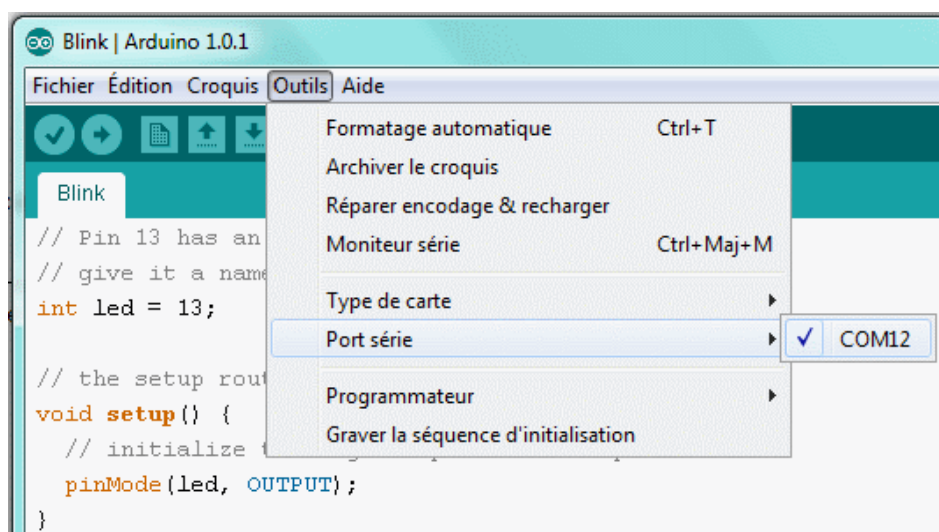 Blink | Arduino 1.0.1
Fichier Édition Croquis Outils Aide
Formatage automatique Ctrl+T
Archiver le croquis
Réparer encodage & recharger
Moniteur série Ctrl+Maj+M
Type de carte
Port série
COM12
Programmateur
Graver la séquence d'initialisation
Blink
// Pin 13 has an
// give it a name
int led = 13;
// the setup rout
void setup() {
// initialize
pinMode(led, OUTPUT);
}